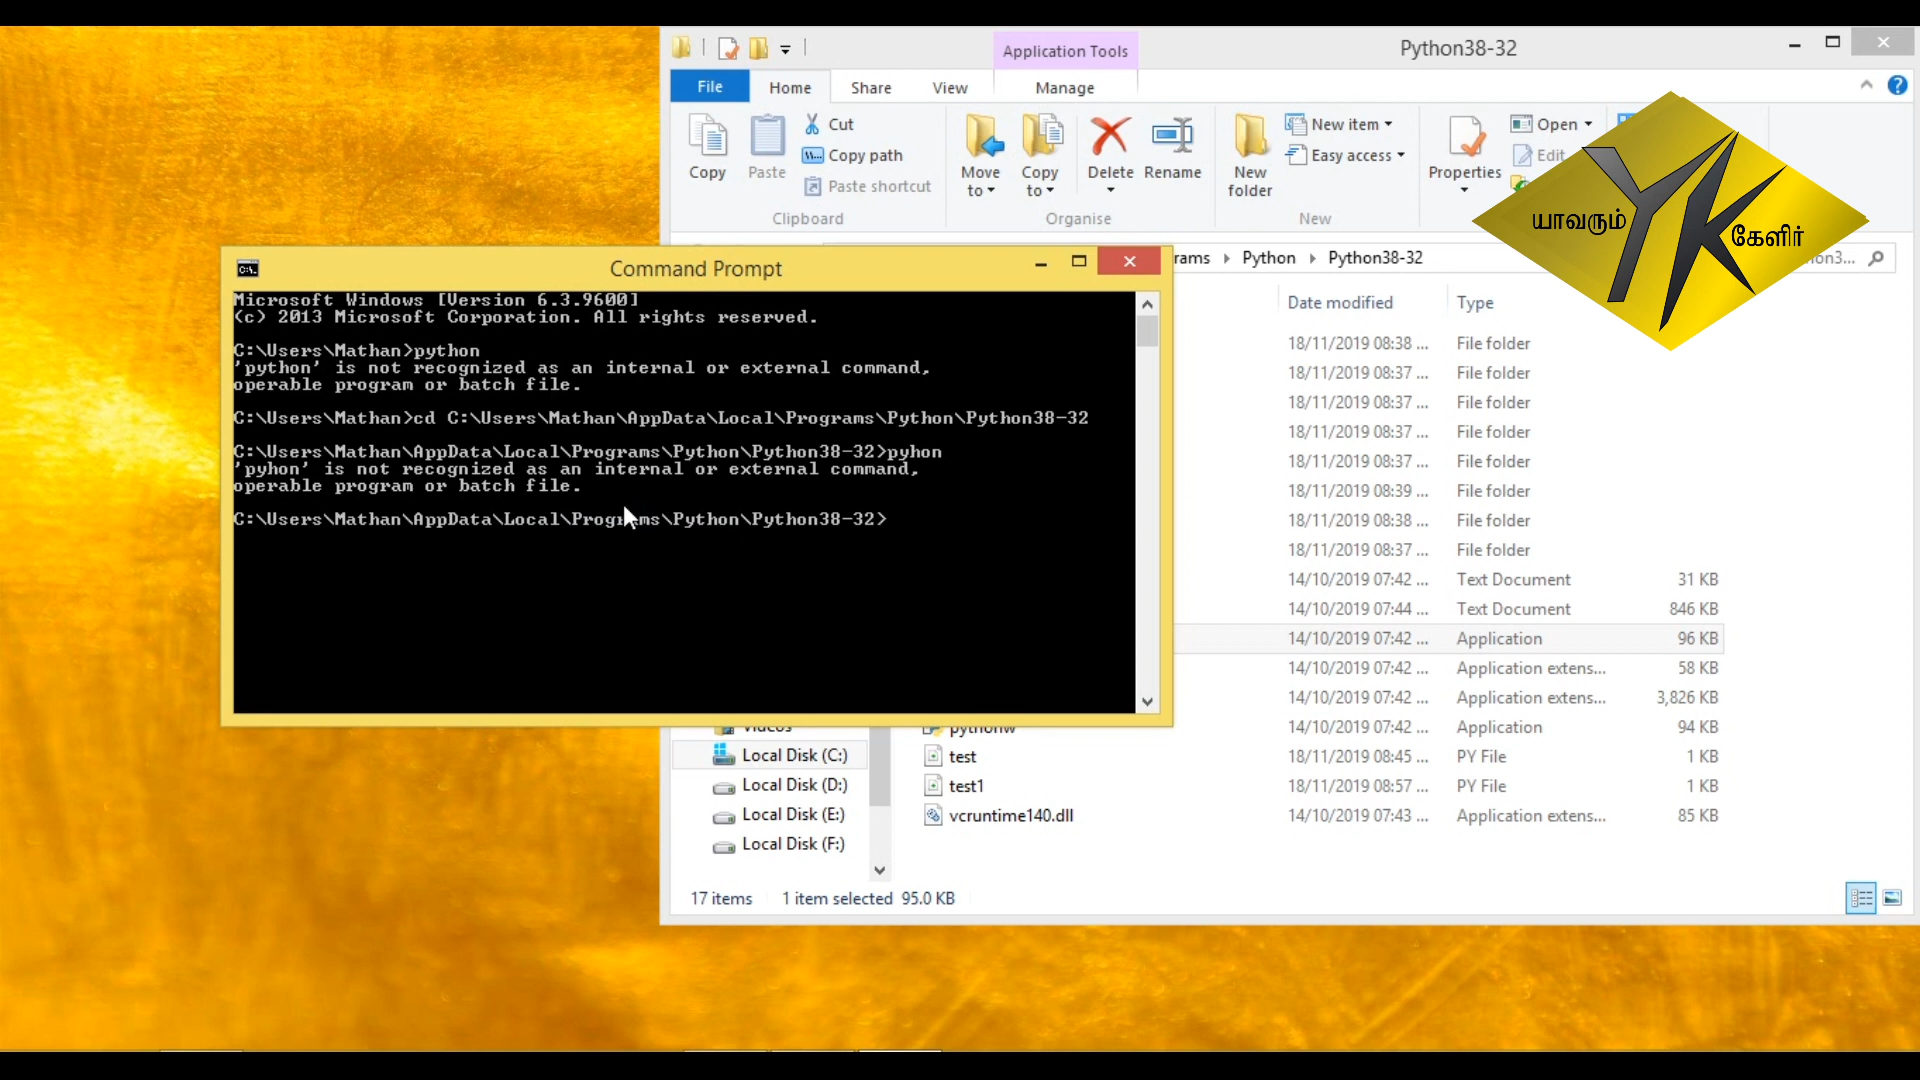 Application Tools
Python38-32
File
Home
Share
View
Manage
Copy
Paste
Cut
Copy path
Paste shortcut
Clipboard
Move to
Copy to
Delete
Rename
Organise
New folder
New item
Easy access
New
Properties
Open
Edit
யாவரும்
YK
கேளிர்
Python
Python38-32
Command Prompt
Microsoft Windows [Version 6.3.9600]
(c) 2013 Microsoft Corporation. All rights reserved.
C:\Users\Mathan>python
'python' is not recognized as an internal or external command,
operable program or batch file.
C:\Users\Mathan>cd C:\Users\Mathan\AppData\Local\Programs\Python\Python38-32
C:\Users\Mathan\AppData\Local\Programs\Python\Python38-32>pyhon
'pyhon' is not recognized as an internal or external command,
operable program or batch file.
C:\Users\Mathan\AppData\Local\Programs\Python\Python38-32>
Date modified Type
18/11/2019 08:38 ... File folder
18/11/2019 08:37 ... File folder
18/11/2019 08:37 ... File folder
18/11/2019 08:37 ... File folder
18/11/2019 08:37 ... File folder
18/11/2019 08:39 ... File folder
18/11/2019 08:38 ... File folder
18/11/2019 08:37 ... File folder
14/10/2019 07:42 ... Text Document 31 KB
14/10/2019 07:44 ... Text Document 846 KB
14/10/2019 07:42 ... Application 96 KB
14/10/2019 07:42 ... Application extens... 58 KB
14/10/2019 07:42 ... Application extens... 3,826 KB
pythonw 14/10/2019 07:42 ... Application 94 KB
test 18/11/2019 08:45 ... PY File 1 KB
test1 18/11/2019 08:57 ... PY File 1 KB
vcruntime140.dll 14/10/2019 07:43 ... Application extens... 85 KB
Videos
Local Disk (C:)
Local Disk (D:)
Local Disk (E:)
Local Disk (F:)
17 items 1 item selected 95.0 KB